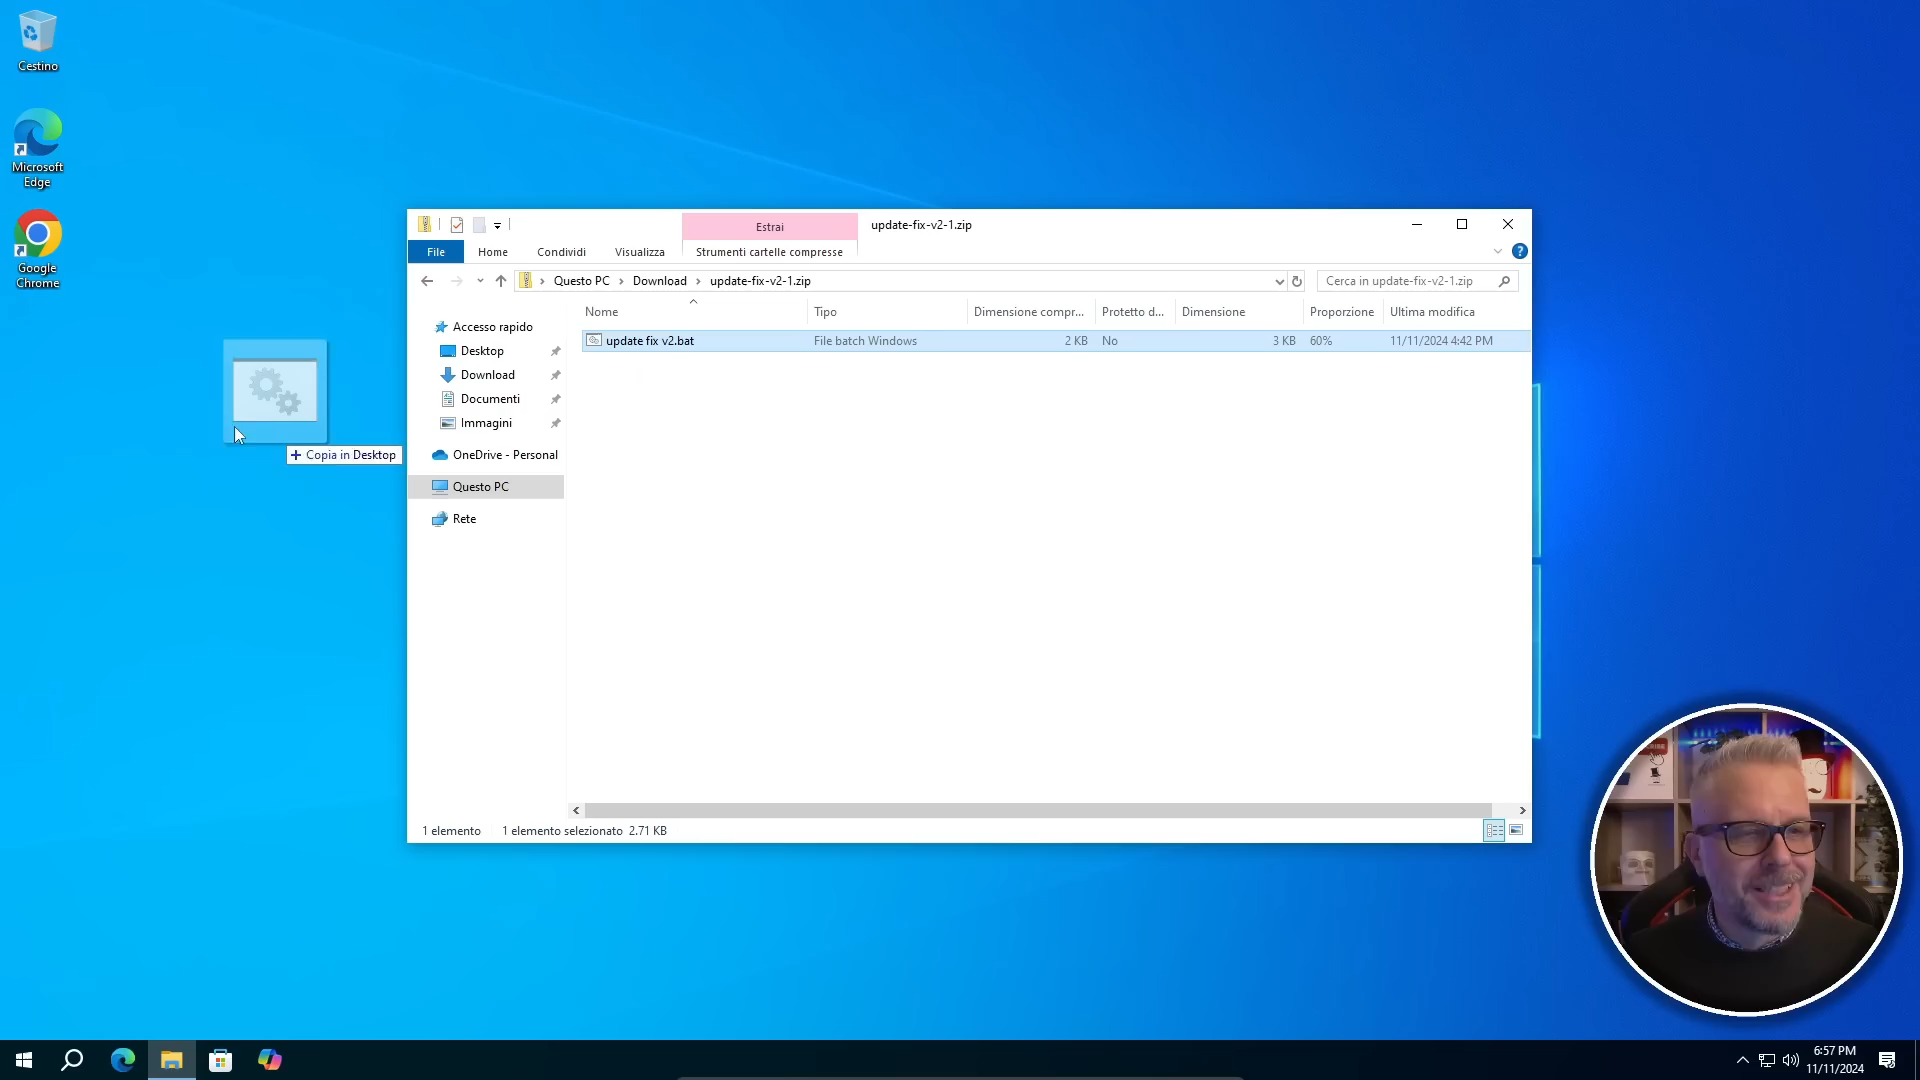 Cestino
Microsoft
Edge
Google
Chrome
Copia in Desktop
Estrai
update-fix-v2-1.zip
File
Home
Condividi
Visualizza
Strumenti cartelle compresse
Questo PC
Download
update-fix-v2-1.zip
Cerca in update-fix-v2-1.zip
Nome
Tipo
Dimensione compr...
Protetto d...
Dimensione
Proporzione
Ultima modifica
update fix v2.bat
File batch Windows
2 KB
No
3 KB
60%
11/11/2024 4:42 PM
Accesso rapido
Desktop
Download
Documenti
Immagini
OneDrive - Personal
Questo PC
Rete
1 elemento
1 elemento selezionato 2.71 KB
6:57 PM
11/11/2024